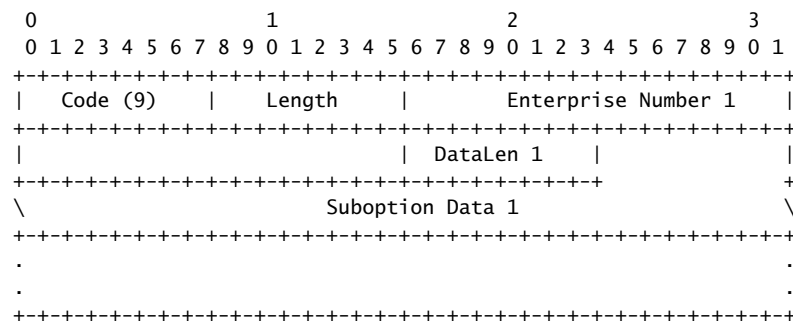 0                   1                   2                   3
 0 1 2 3 4 5 6 7 8 9 0 1 2 3 4 5 6 7 8 9 0 1 2 3 4 5 6 7 8 9 0 1
+-+-+-+-+-+-+-+-+-+-+-+-+-+-+-+-+-+-+-+-+-+-+-+-+-+-+-+-+-+-+-+-+
|   Code (9)    |    Length     |        Enterprise Number 1    |
+-+-+-+-+-+-+-+-+-+-+-+-+-+-+-+-+-+-+-+-+-+-+-+-+-+-+-+-+-+-+-+-+
|                               |  DataLen 1    |               |
+-+-+-+-+-+-+-+-+-+-+-+-+-+-+-+-+-+-+-+-+-+-+-+-+               +
\                         Suboption Data 1                      \
+-+-+-+-+-+-+-+-+-+-+-+-+-+-+-+-+-+-+-+-+-+-+-+-+-+-+-+-+-+-+-+-+
.                                                               .
.                                                               .
+-+-+-+-+-+-+-+-+-+-+-+-+-+-+-+-+-+-+-+-+-+-+-+-+-+-+-+-+-+-+-+-+